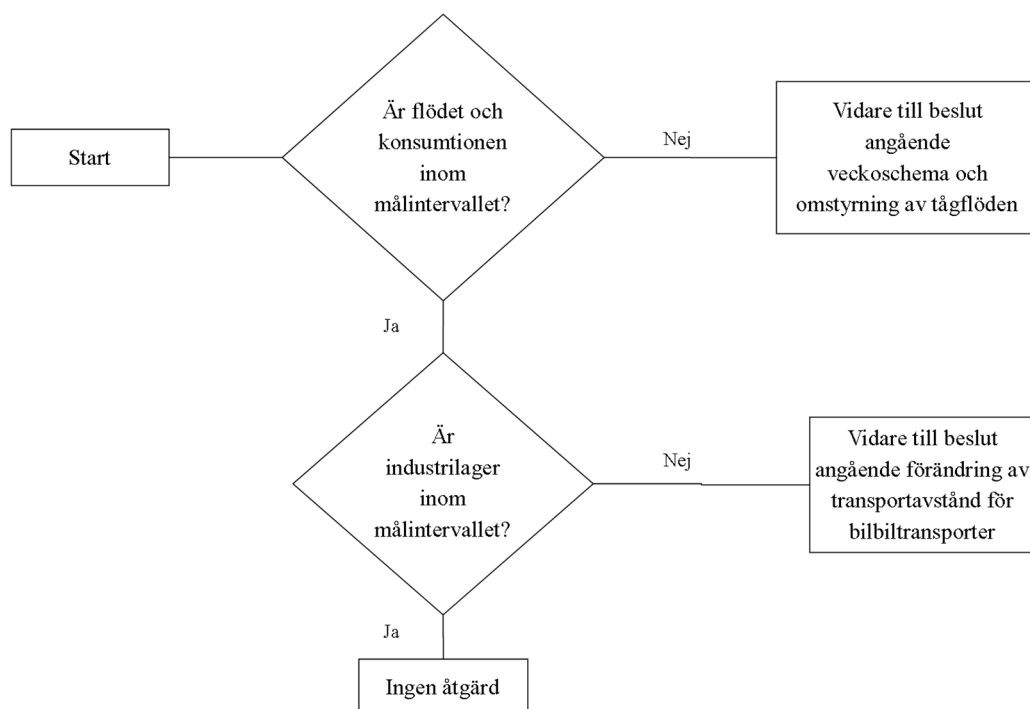 Start
Är flödet och
konsumtionen
inom
målintervallet?
Nej
Vidare till beslut
angående
veckoschema och
omstyrning av tågflöden
Ja
Är
industrilager
inom
målintervallet?
Nej
Vidare till beslut
angående förändring av
transportavstånd för
bilbiltransporter
Ja
Ingen åtgärd